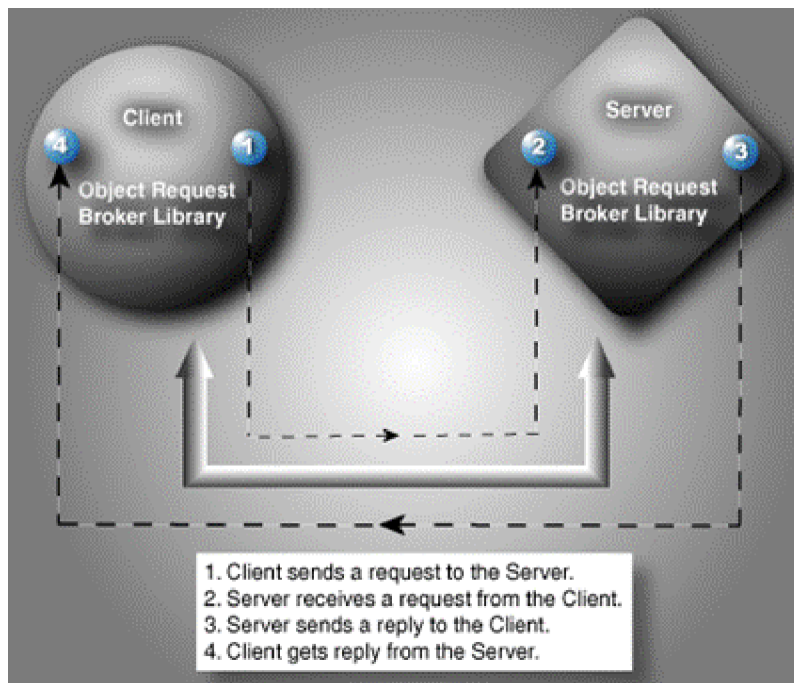 Client
4 1
Object Request
Broker Library
Server
2 3
Object Request
Broker Library
1. Client sends a request to the Server.
2. Server receives a request from the Client.
3. Server sends a reply to the Client.
4. Client gets reply from the Server.